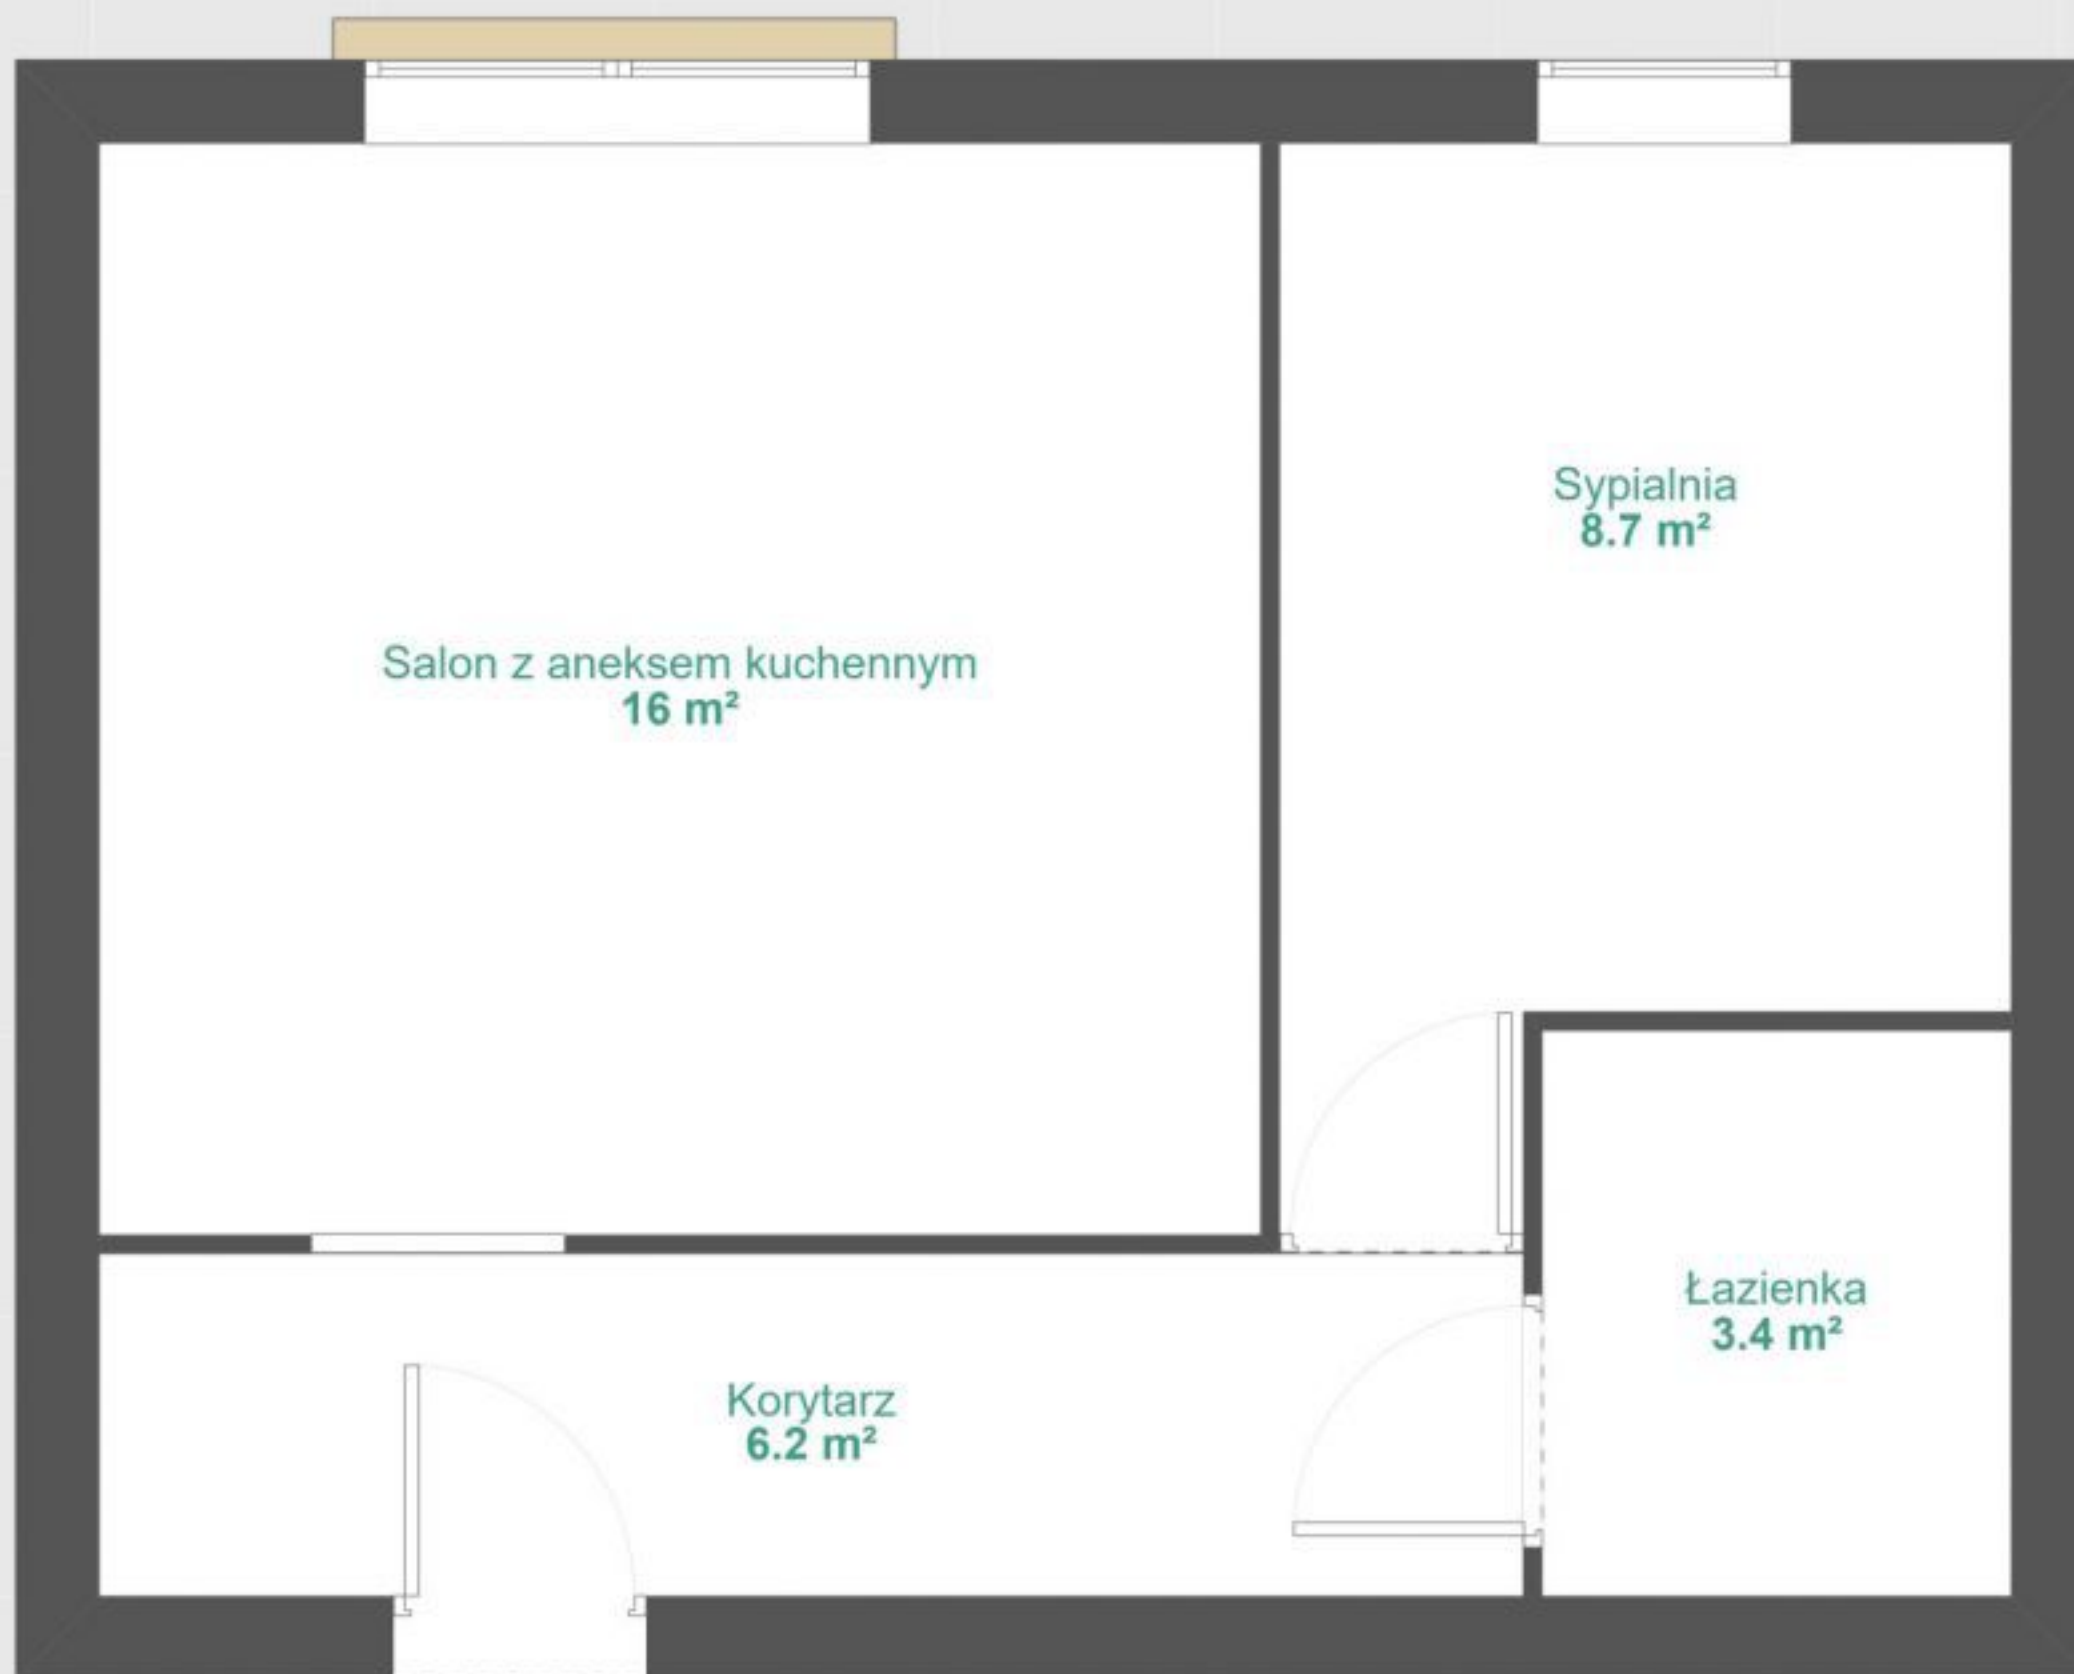 Salon z aneksem kuchennym
16 m²
Sypialnia
8.7 m²
Korytarz
6.2 m²
Łazienka
3.4 m²